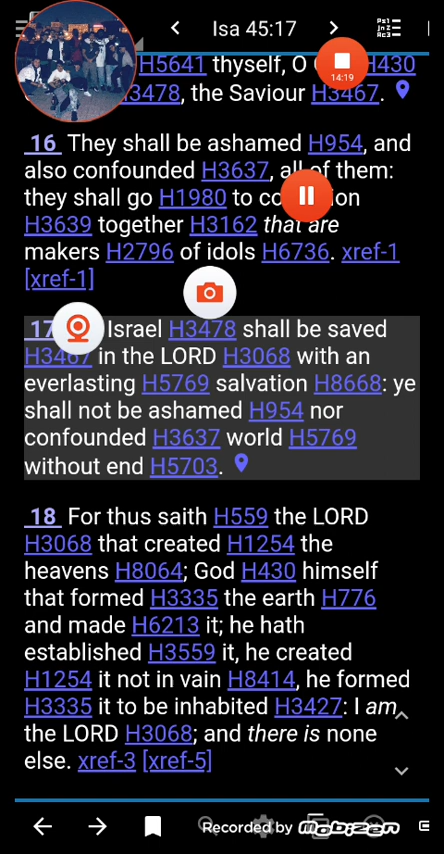 Isa 45:17
14:19
H5641 thyself, O G H430
H3478, the Saviour H3467.
16 They shall be ashamed H954, and
also confounded H3637, all of them:
they shall go H1980 to co ion
H3639 together H3162 that are
makers H2796 of idols H6736. xref-1
[xref-1]
17 Israel H3478 shall be saved
H3467 in the LORD H3068 with an
everlasting H5769 salvation H8668: ye
shall not be ashamed H954 nor
confounded H3637 world H5769
without end H5703.
18 For thus saith H559 the LORD
H3068 that created H1254 the
heavens H8064; God H430 himself
that formed H3335 the earth H776
and made H6213 it; he hath
established H3559 it, he created
H1254 it not in vain H8414, he formed
H3335 it to be inhabited H3427: I am
the LORD H3068; and there is none
else. xref-3 [xref-5]
Recorded by mobizen